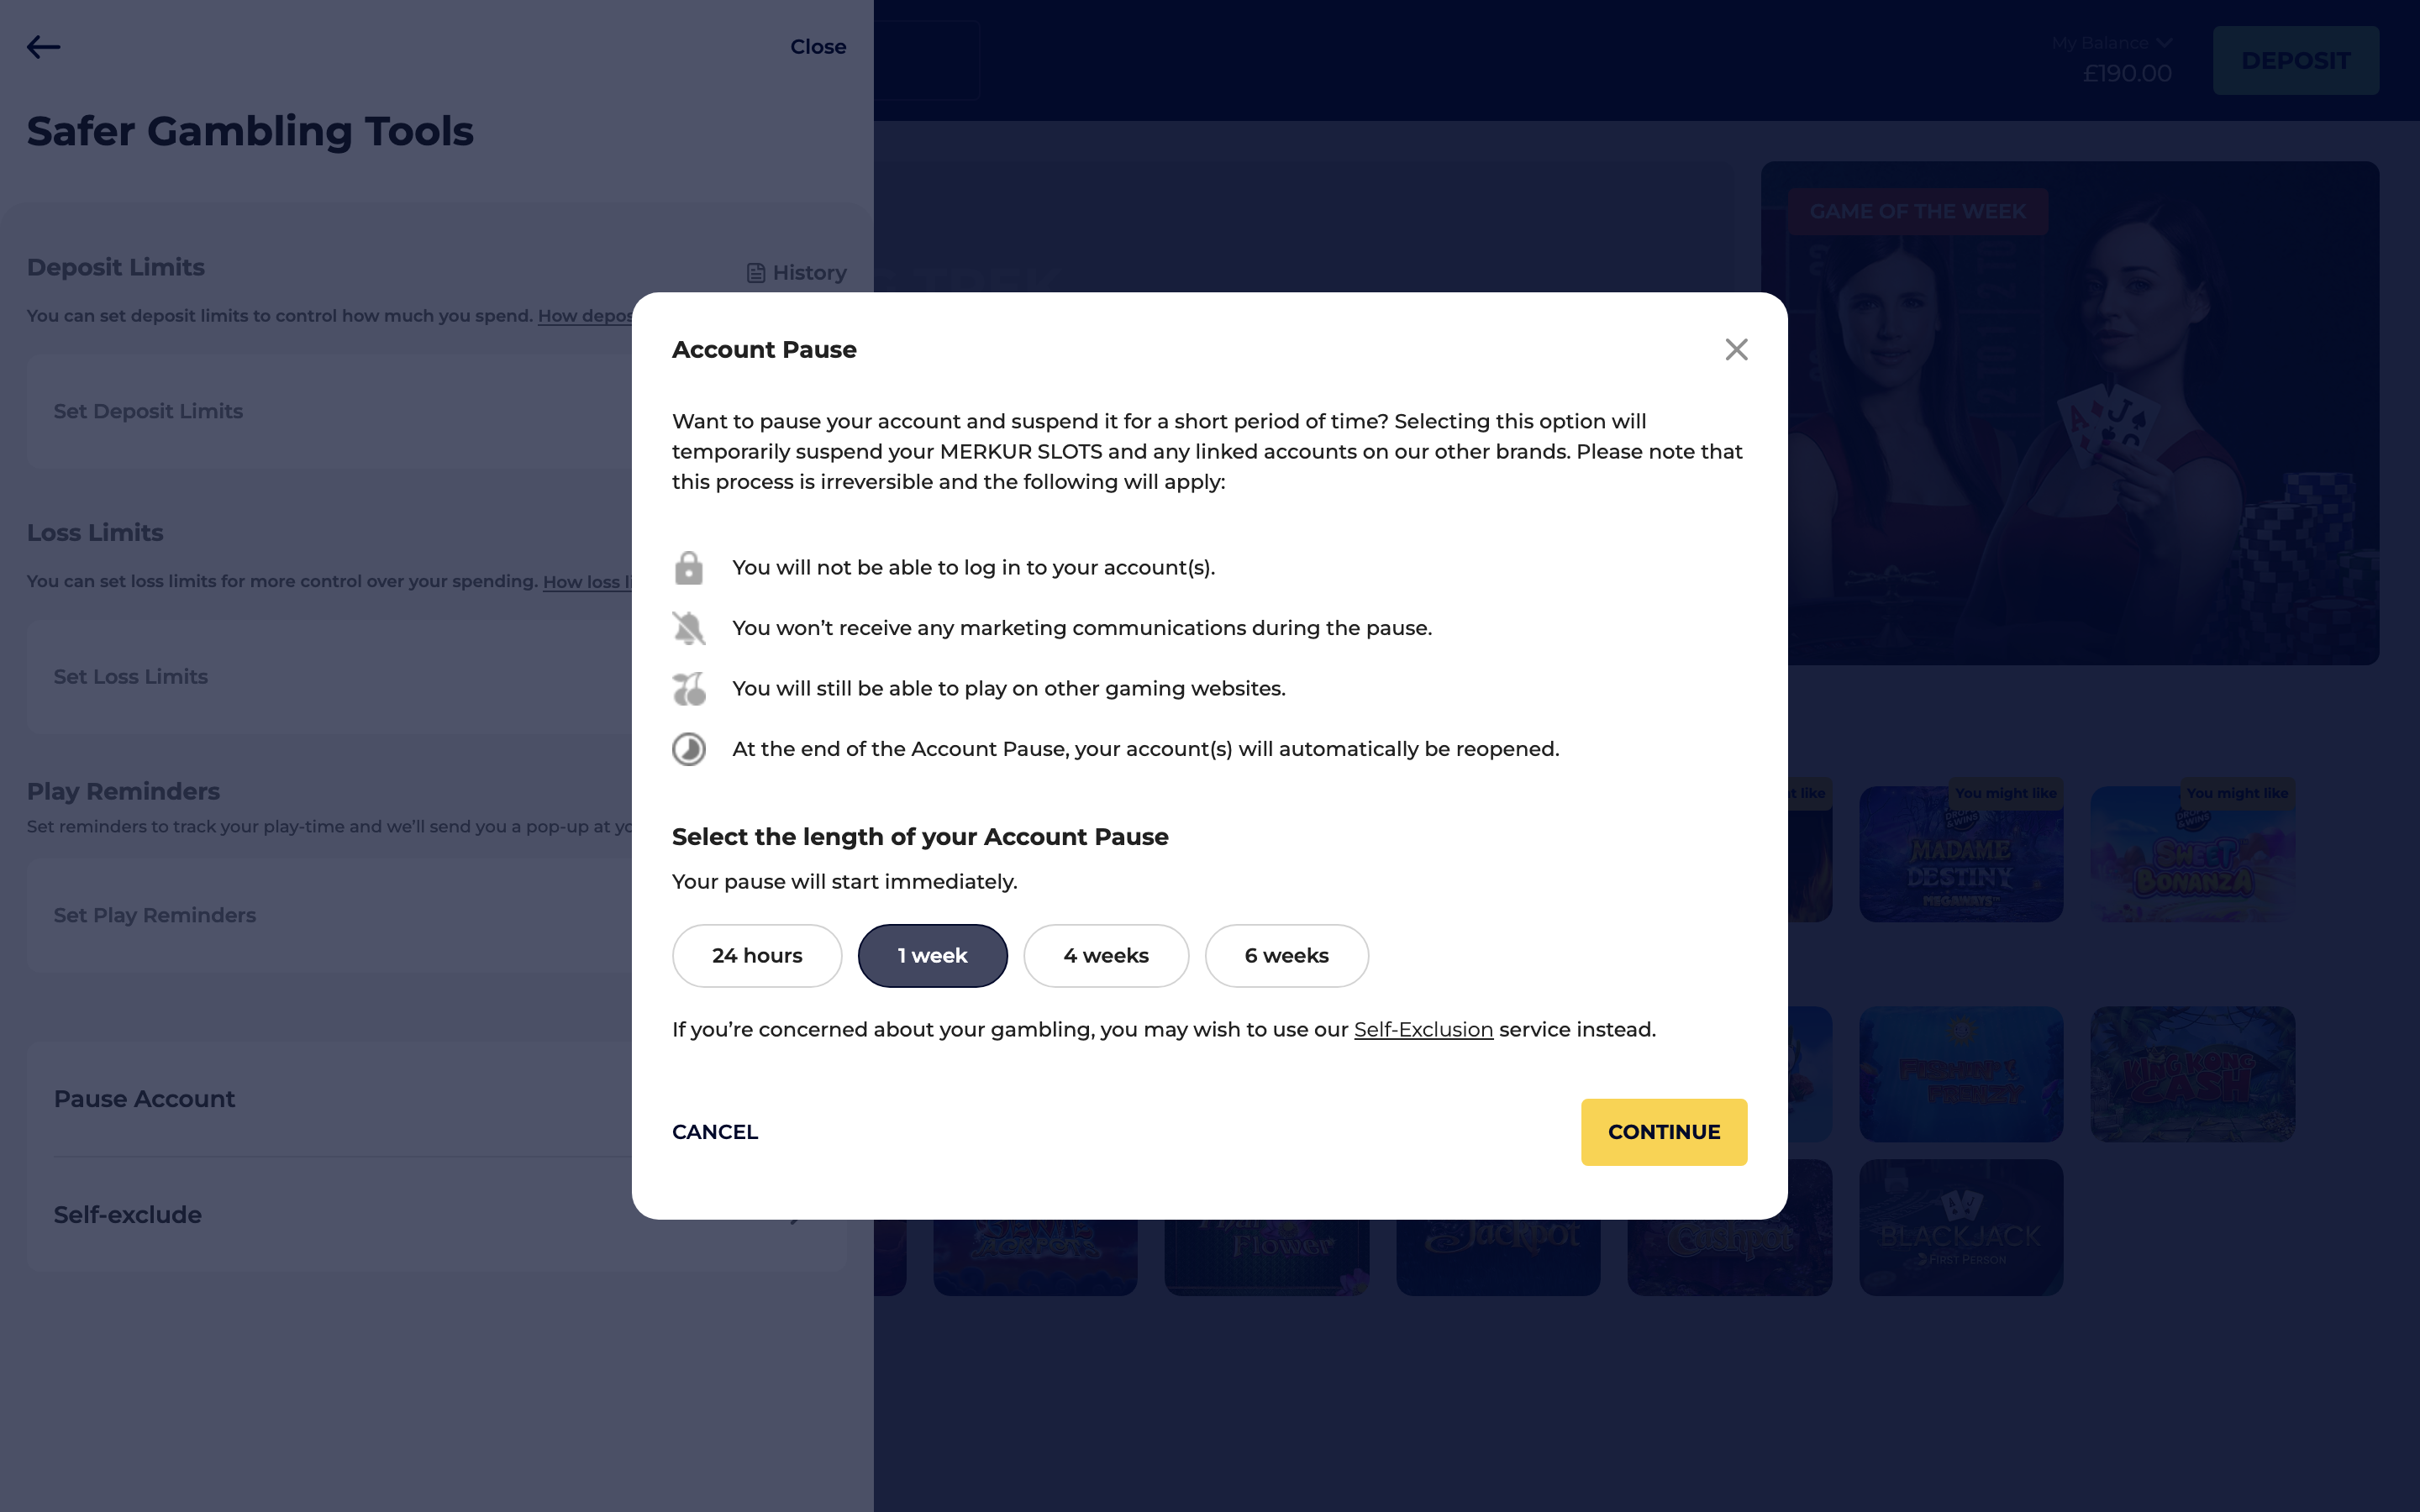 Close
My Balance
£190.00
DEPOSIT
Safer Gambling Tools
GAME OF THE WEEK
Deposit Limits
History
You can set deposit limits to control how much you spend. How
Set Deposit Limits
Loss Limits
You can set loss limits for more control over your spending. How loss
Set Loss Limits
Play Reminders
Set reminders to track your play-time and we'll send you a pop-up at
Set Play Reminders
Pause Account
Self-exclude
Account Pause
Want to pause your account and suspend it for a short period of time? Selecting this option will
temporarily suspend your MERKUR SLOTS and any linked accounts on our other brands. Please note that
this process is irreversible and the following will apply:
You will not be able to log in to your account(s).
You won’t receive any marketing communications during the pause.
You will still be able to play on other gaming websites.
At the end of the Account Pause, your account(s) will automatically be reopened.
Select the length of your Account Pause
Your pause will start immediately.
24 hours
1 week
4 weeks
6 weeks
If you’re concerned about your gambling, you may wish to use our Self-Exclusion service instead.
CANCEL
CONTINUE
like
You might like
You might like
MADAME
DESTINY
MEGAWAYS
SWEET
BONANZA
FISHIN'
FRENZY
KING KONG
CASH
Flower
Jackpot
Cashpot
BLACKJACK
FIRST PERSON